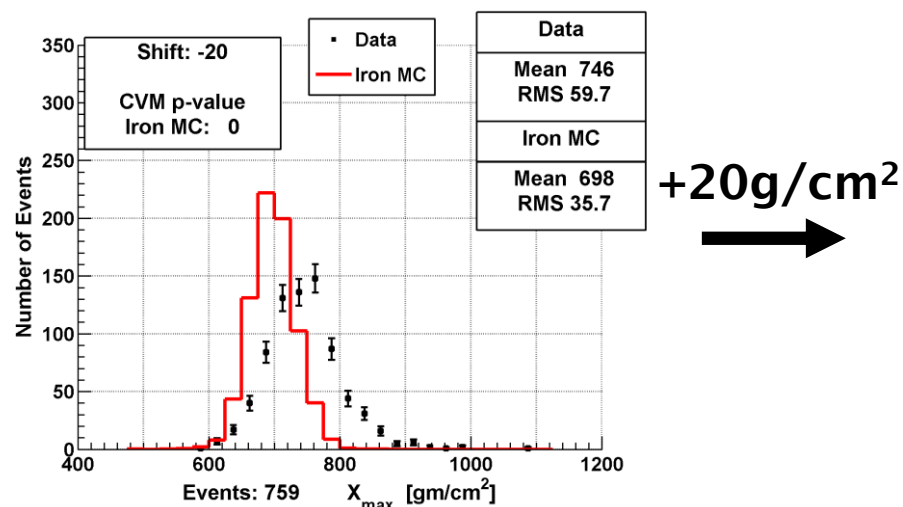 Shift: -20
CVM p-value
Iron MC: 0
Data
Iron MC
Data
Mean 746
RMS 59.7
Iron MC
Mean 698
RMS 35.7
+20g/cm²
Number of Events
350
300
250
200
150
100
50
0
400 600 800 1000 1200
Events: 759 X_max [gm/cm²]